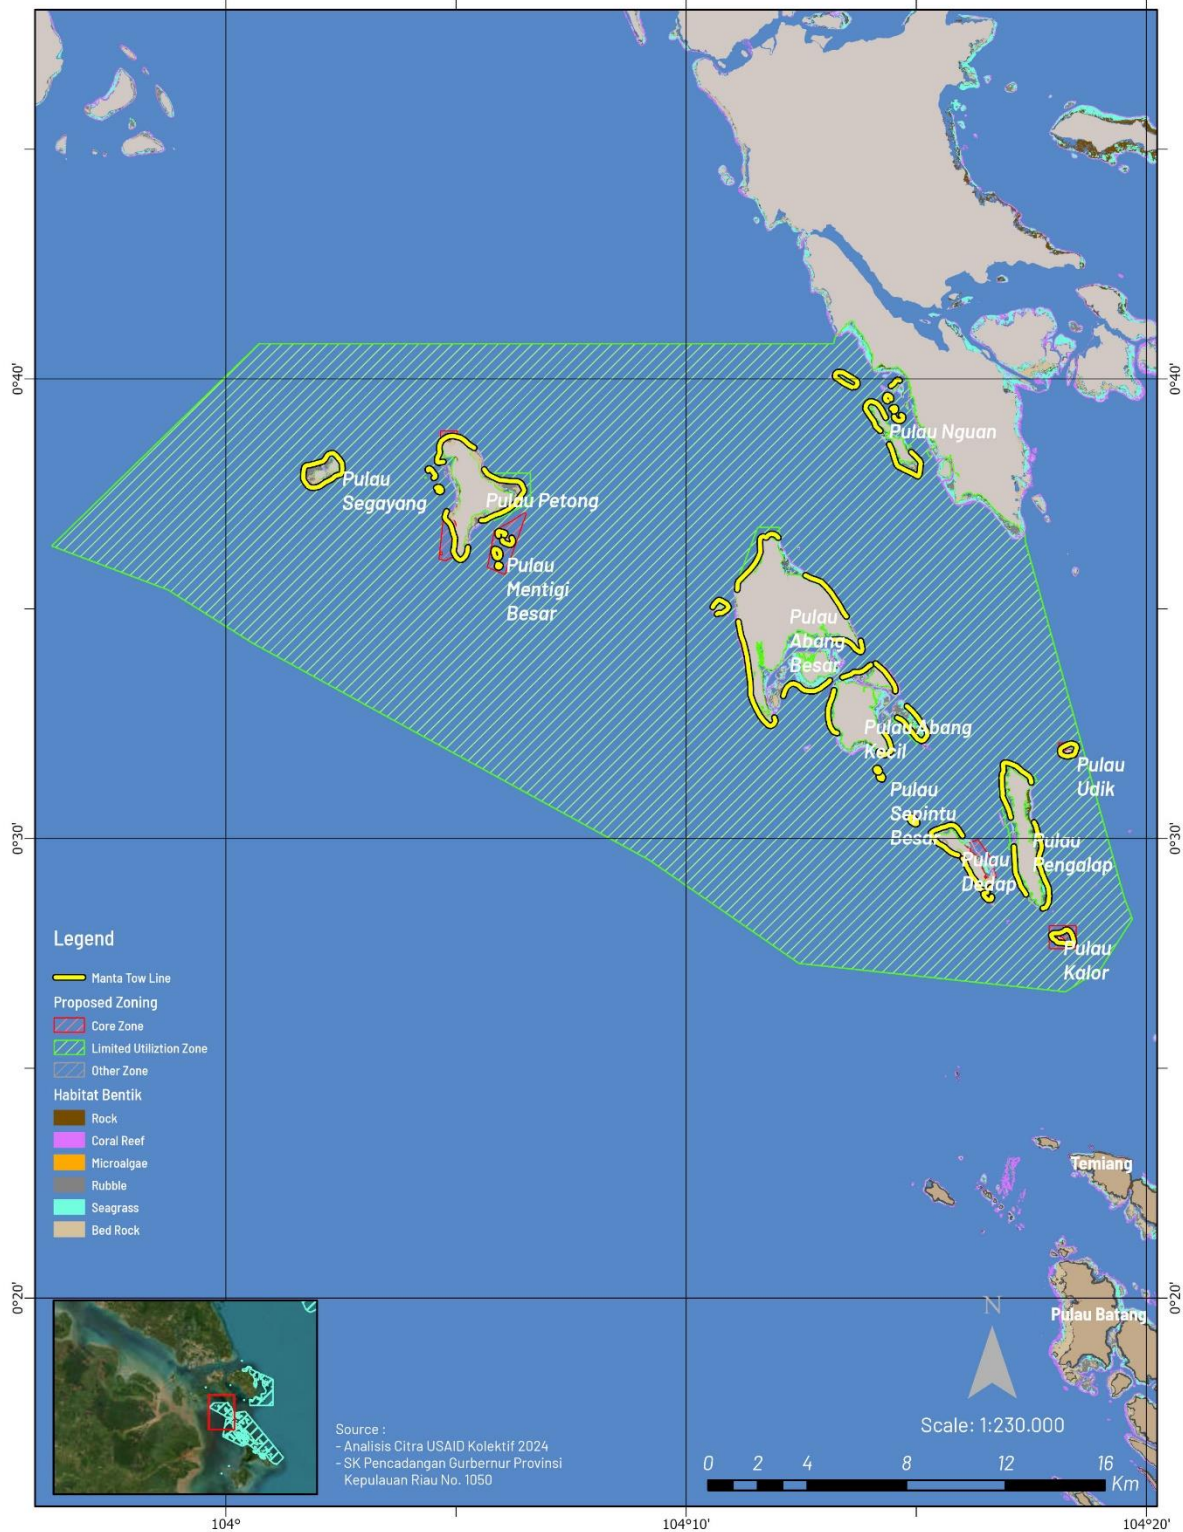 0°40'
0°40'
Pulau Nguan
Pulau
Segayang
Pulau Petong
Pulau
Mentigi
Besar
Pulau
Abang
Besar
Pulau Abang
Kecil
Pulau
Udik
Pulau
Sepintu
Besar
0°30'
0°30'
Pulau
Pengalap
Pulau
Dedap
Pulau
Kalor
Legend
Manta Tow Line
Proposed Zoning
Core Zone
Limited Utiliztion Zone
Other Zone
Habitat Bentik
Rock
Coral Reef
Microalgae
Rubble
Seagrass
Bed Rock
Temiang
0°20'
0°20'
Pulau Batang
N
Scale: 1:230.000
Source :
- Analisis Citra USAID Kolektif 2024
- SK Pencadangan Gurbernur Provinsi
Kepulauan Riau No. 1050
0 2 4 8 12 16
Km
104° 104°10' 104°20'